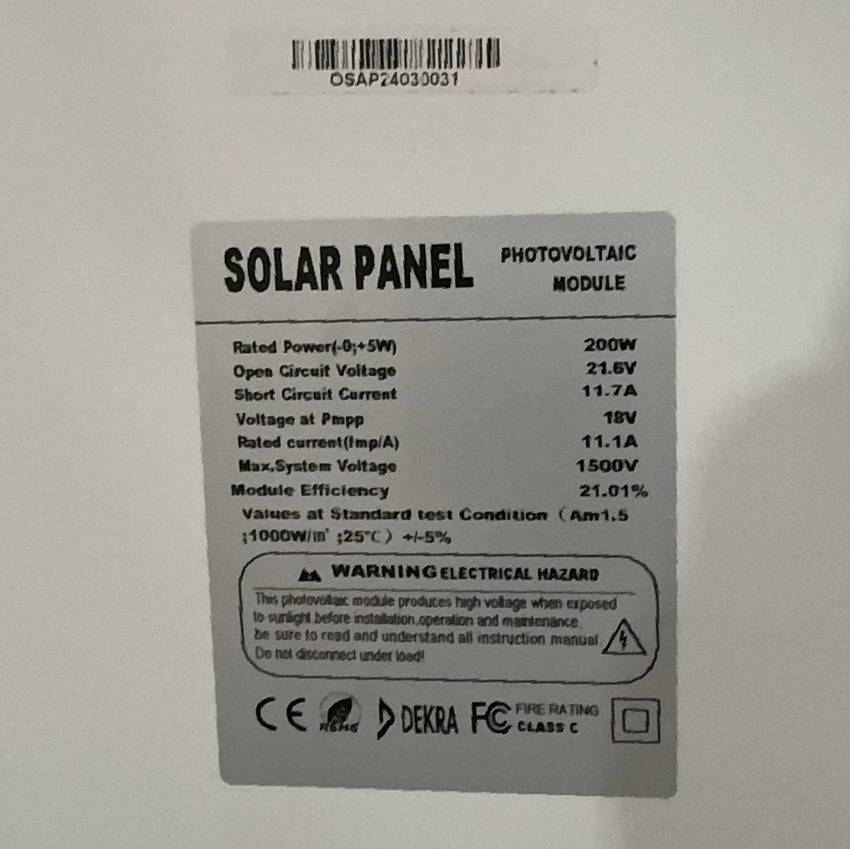 OSAP24030031
SOLAR PANEL PHOTOVOLTAIC MODULE
Rated Power(-0;+5W) 200W
Open Circuit Voltage 21.6V
Short Circuit Current 11.7A
Voltage at Pmpp 18V
Rated current(Imp/A) 11.1A
Max.System Voltage 1500V
Module Efficiency 21.01%
Values at Standard test Condition (Am1.5
;1000W/m² ;25℃) +/-5%
WARNING ELECTRICAL HAZARD
This photovoltaic module produces high voltage when exposed
to sunlight.before installation,operation and maintenance,
be sure to read and understand all instruction manual
Do not disconnect under load!
CE RoHS DEKRA FC FIRE RATING
CLASS C